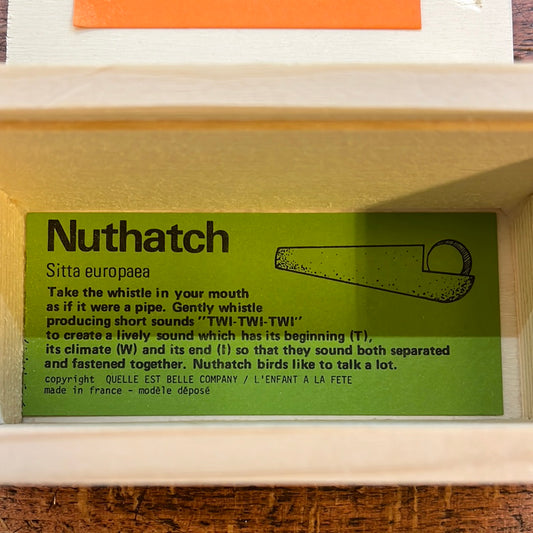 Nuthatch
Sitta europaea
Take the whistle in your mouth
as if it were a pipe. Gently whistle
producing short sounds "TWI-TWI-TWI"
to create a lively sound which has its beginning (T),
its climate (W) and its end (I) so that they sound both separated
and fastened together. Nuthatch birds like to talk a lot.
copyright QUELLE EST BELLE COMPANY / L'ENFANT A LA FETE
made in france - modèle déposé